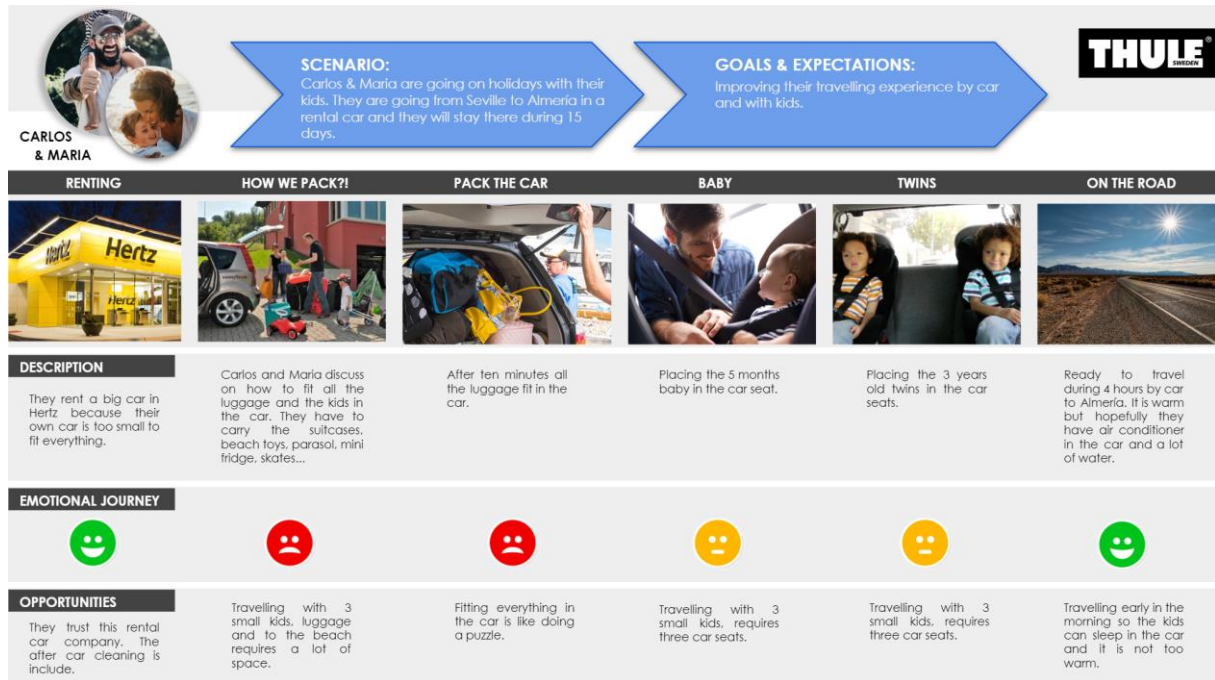 SCENARIO:
Carlos & Maria are going on holidays with their
kids. They are going from Seville to Almería in a
rental car and they will stay there during 15
days.
GOALS & EXPECTATIONS:
Improving their travelling experience by car
and with kids.
THULE
SWEDEN
CARLOS
& MARIA
RENTING
HOW WE PACK?!
PACK THE CAR
BABY
TWINS
ON THE ROAD
Hertz
Hertz
Hertz
DESCRIPTION
They rent a big car in
Hertz because their
own car is too small to
fit everything.
Carlos and Maria discuss
on how to fit all the
luggage and the kids in
the car. They have to
carry the suitcases,
beach toys, parasol, mini
fridge, skates...
After ten minutes all
the luggage fit in the
car.
Placing the 5 months
baby in the car seat.
Placing the 3 years
old twins in the car
seats.
Ready to travel
during 4 hours by car
to Almería. It is warm
but hopefully they
have air conditioner
in the car and a lot
of water.
EMOTIONAL JOURNEY
OPPORTUNITIES
They trust this rental
car company. The
after car cleaning is
include.
Travelling with 3
small kids, luggage
and to the beach
requires a lot of
space.
Fitting everything in
the car is like doing
a puzzle.
Travelling with 3
small kids, requires
three car seats.
Travelling with 3
small kids, requires
three car seats.
Travelling early in the
morning so the kids
can sleep in the car
and it is not too
warm.